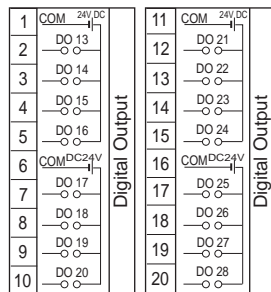 1 COM 24V DC
2 DO 13
3 DO 14
4 DO 15
5 DO 16
6 COM DC24V
7 DO 17
8 DO 18
9 DO 19
10 DO 20
Digital Output
11 COM 24V DC
12 DO 21
13 DO 22
14 DO 23
15 DO 24
16 COM DC24V
17 DO 25
18 DO 26
19 DO 27
20 DO 28
Digital Output